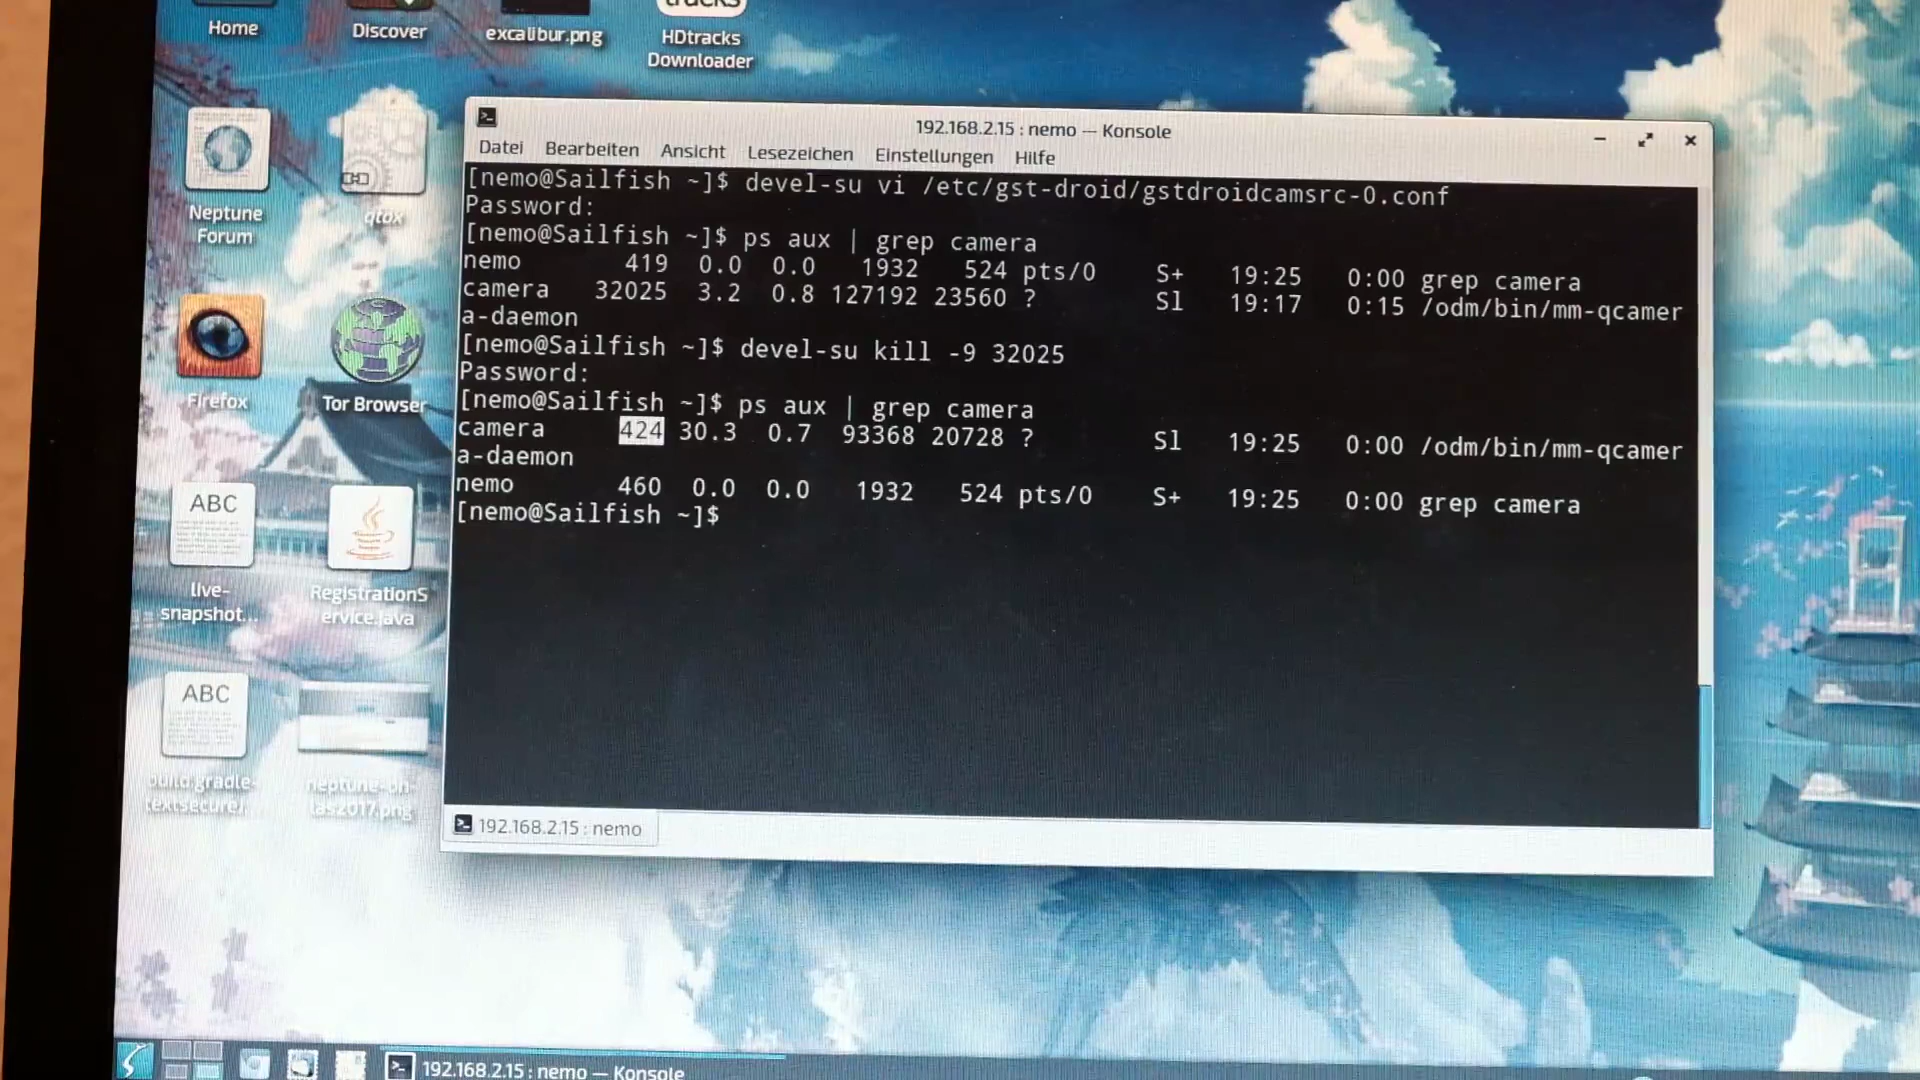 Home
Discover
excalibur.png
HDtracks
Downloader
192.168.2.15 : nemo — Konsole
Datei Bearbeiten Ansicht Lesezeichen Einstellungen Hilfe
[nemo@Sailfish ~]$ devel-su vi /etc/gst-droid/gstdroidcamsrc-0.conf
Password:
[nemo@Sailfish ~]$ ps aux | grep camera
nemo 419 0.0 0.0 1932 524 pts/0 S+ 19:25 0:00 grep camera
camera 32025 3.2 0.8 127192 23560 ? Sl 19:17 0:15 /odm/bin/mm-qcamer
a-daemon
[nemo@Sailfish ~]$ devel-su kill -9 32025
Password:
[nemo@Sailfish ~]$ ps aux | grep camera
camera 424 30.3 0.7 93368 20728 ? Sl 19:25 0:00 /odm/bin/mm-qcamer
a-daemon
nemo 460 0.0 0.0 1932 524 pts/0 S+ 19:25 0:00 grep camera
[nemo@Sailfish ~]$
192.168.2.15 : nemo
Neptune
Forum
qtox
Firefox
Tor Browser
ABC
live-
snapshot...
RegistrationS
ervice.java
ABC
build.gradle-
textsecure
neptune-on-
las2017.png
192.168.2.15 : nemo — Konsole